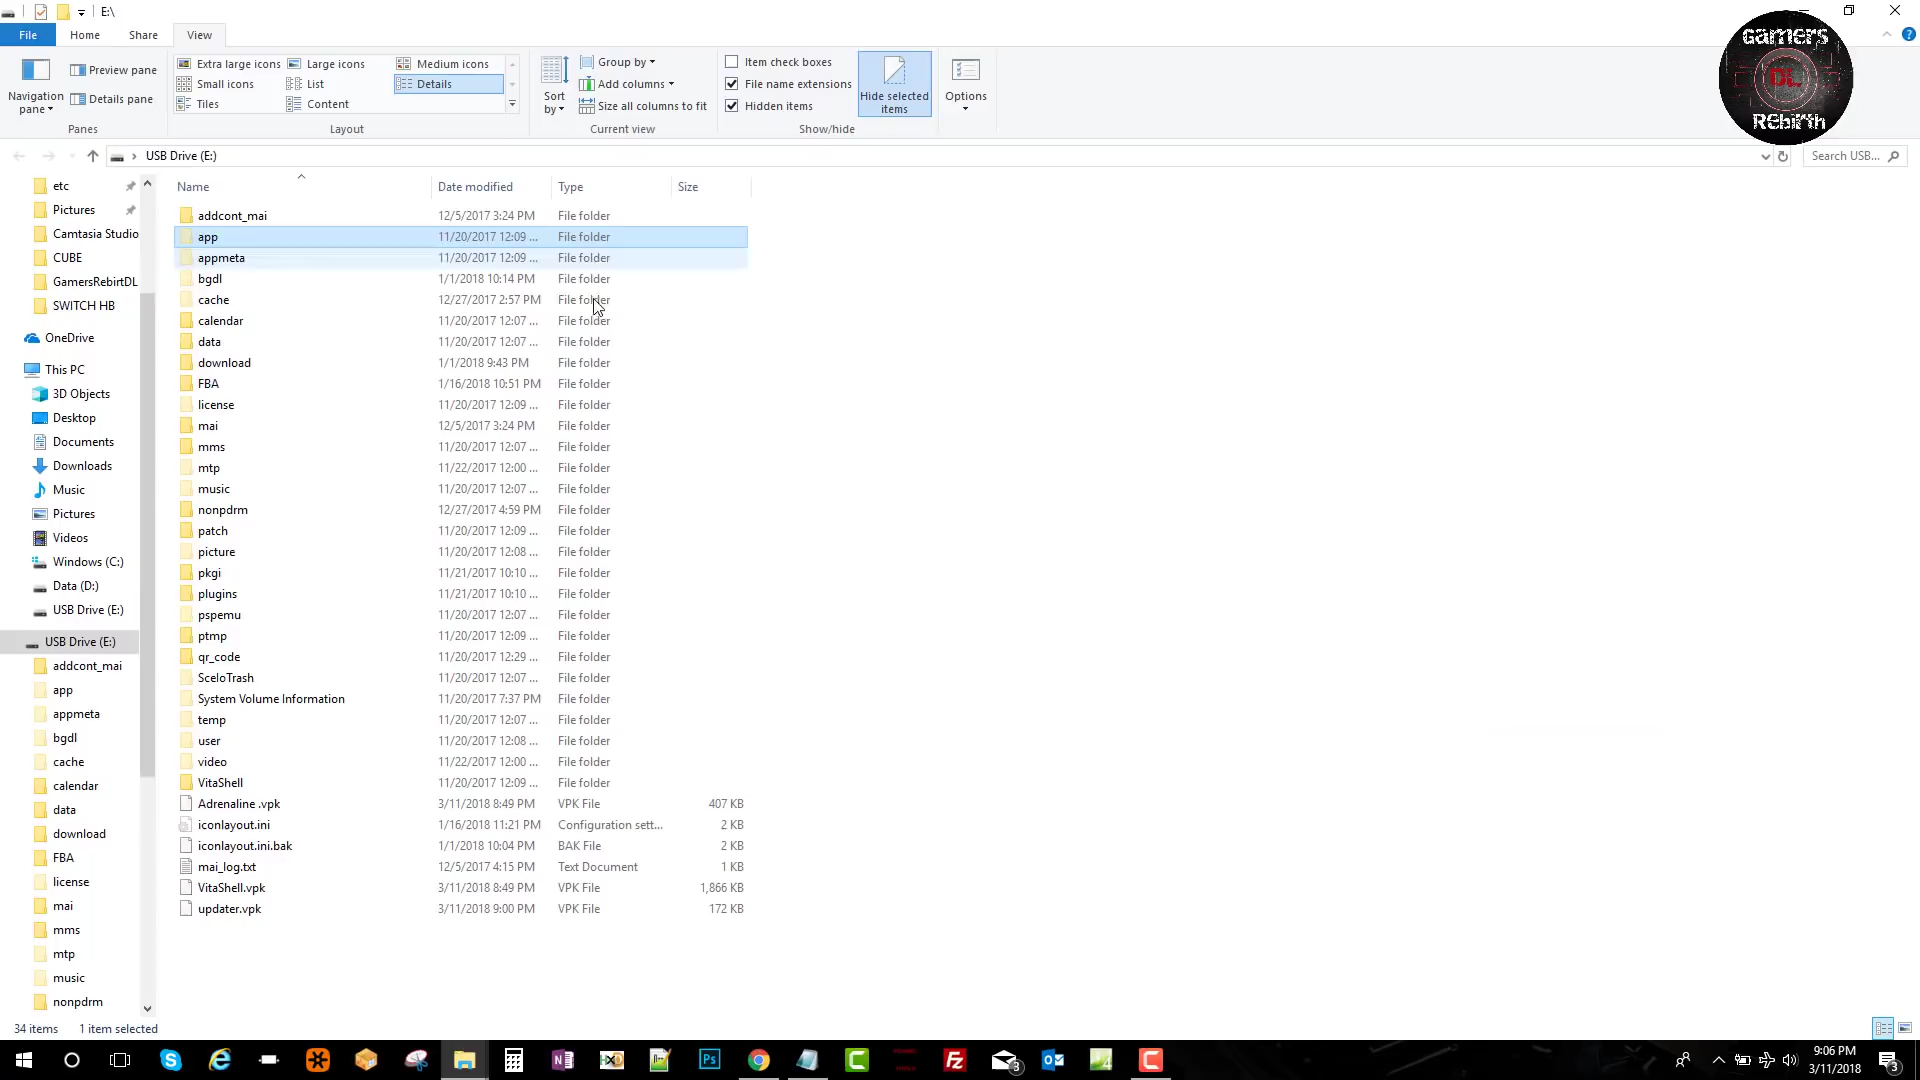 E:\
File Home Share View
Navigation pane
Preview pane
Details pane
Panes
Extra large icons Large icons Medium icons
Small icons List Details
Tiles Content
Layout
Sort by
Group by
Add columns
Size all columns to fit
Current view
Item check boxes
File name extensions
Hidden items
Hide selected items
Show/hide
Options
GamerS
DL
REbirth
USB Drive (E:)
Search USB...
etc
Pictures
Camtasia Studio
CUBE
GamersRebirtDL
SWITCH HB
OneDrive
This PC
3D Objects
Desktop
Documents
Downloads
Music
Pictures
Videos
Windows (C:)
Data (D:)
USB Drive (E:)
USB Drive (E:)
addcont_mai
app
appmeta
bgdl
cache
calendar
data
download
FBA
license
mai
mms
mtp
music
nonpdrm
Name Date modified Type Size
addcont_mai 12/5/2017 3:24 PM File folder
app 11/20/2017 12:09 ... File folder
appmeta 11/20/2017 12:09 ... File folder
bgdl 1/1/2018 10:14 PM File folder
cache 12/27/2017 2:57 PM File folder
calendar 11/20/2017 12:07 ... File folder
data 11/20/2017 12:07 ... File folder
download 1/1/2018 9:43 PM File folder
FBA 1/16/2018 10:51 PM File folder
license 11/20/2017 12:09 ... File folder
mai 12/5/2017 3:24 PM File folder
mms 11/20/2017 12:07 ... File folder
mtp 11/22/2017 12:00 ... File folder
music 11/20/2017 12:07 ... File folder
nonpdrm 12/27/2017 4:59 PM File folder
patch 11/20/2017 12:09 ... File folder
picture 11/20/2017 12:08 ... File folder
pkgi 11/21/2017 10:10 ... File folder
plugins 11/21/2017 10:10 ... File folder
pspemu 11/20/2017 12:07 ... File folder
ptmp 11/20/2017 12:09 ... File folder
qr_code 11/20/2017 12:29 ... File folder
SceIoTrash 11/20/2017 12:07 ... File folder
System Volume Information 11/20/2017 7:37 PM File folder
temp 11/20/2017 12:07 ... File folder
user 11/20/2017 12:08 ... File folder
video 11/22/2017 12:00 ... File folder
VitaShell 11/20/2017 12:09 ... File folder
Adrenaline .vpk 3/11/2018 8:49 PM VPK File 407 KB
iconlayout.ini 1/16/2018 11:21 PM Configuration sett... 2 KB
iconlayout.ini.bak 1/1/2018 10:04 PM BAK File 2 KB
mai_log.txt 12/5/2017 4:15 PM Text Document 1 KB
VitaShell.vpk 3/11/2018 8:49 PM VPK File 1,866 KB
updater.vpk 3/11/2018 9:00 PM VPK File 172 KB
34 items 1 item selected
9:06 PM
3/11/2018